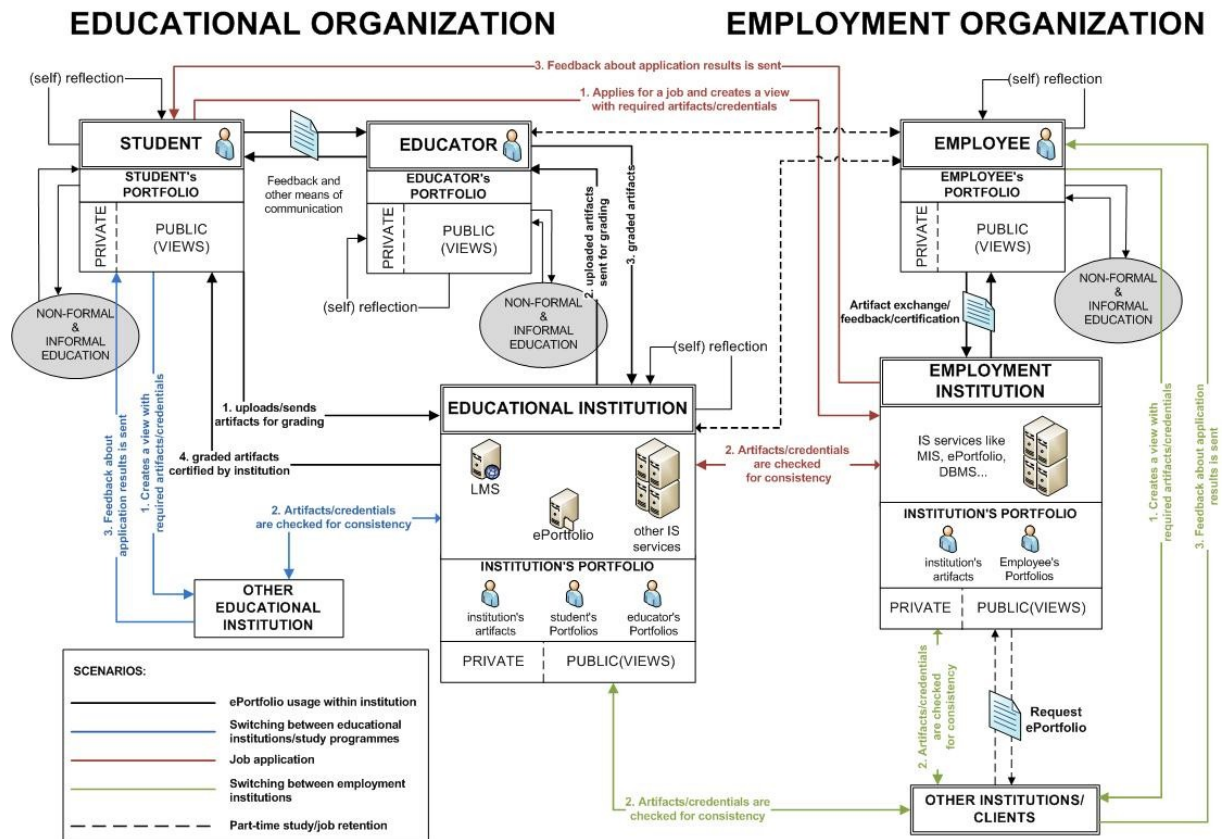 EDUCATIONAL ORGANIZATION
EMPLOYMENT ORGANIZATION
3. Feedback about application results is sent
(self) reflection
(self) reflection
1. Applies for a job and creates a view
with required artifacts/credentials
STUDENT
EDUCATOR
EMPLOYEE
STUDENT'S
PORTFOLIO
Feedback and
other means of
communication
EDUCATOR'S
PORTFOLIO
EMPLOYEE'S
PORTFOLIO
PRIVATE
PUBLIC
(VIEWS)
PRIVATE
PUBLIC
(VIEWS)
2. uploaded artifacts
sent for grading
3. graded artifacts
PRIVATE
PUBLIC
(VIEWS)
(self) reflection
NON-FORMAL
&
INFORMAL
EDUCATION
NON-FORMAL
&
INFORMAL
EDUCATION
NON-FORMAL
&
INFORMAL
EDUCATION
Artifact exchange/
feedback/certification
(self) reflection
EMPLOYMENT
INSTITUTION
EDUCATIONAL INSTITUTION
1. uploads/sends
artifacts for grading
4. graded artifacts
certified by institution
LMS
ePortfolio
other IS
services
2. Artifacts/credentials
are checked
for consistency
IS services like
MIS, ePortfolio,
DBMS...
3. Feedback about
application results is sent
1. Creates a view with
required artifacts/credentials
2. Artifacts/credentials
are checked for consistency
1. Creates a view with
required artifacts/credentials
3. Feedback about application
results is sent
INSTITUTION'S PORTFOLIO
institution's
artifacts
Employee's
Portfolios
PRIVATE
PUBLIC(VIEWS)
INSTITUTION'S PORTFOLIO
institution's
artifacts
student's
Portfolios
educator's
Portfolios
PRIVATE
PUBLIC(VIEWS)
OTHER
EDUCATIONAL
INSTITUTION
SCENARIOS:
ePortfolio usage within institution
Switching between educational
institutions/study programmes
Job application
Switching between employment
institutions
Part-time study/job retention
2. Artifacts/credentials
are checked
for consistency
Request
ePortfolio
2. Artifacts/credentials are
checked for consistency
OTHER INSTITUTIONS/
CLIENTS